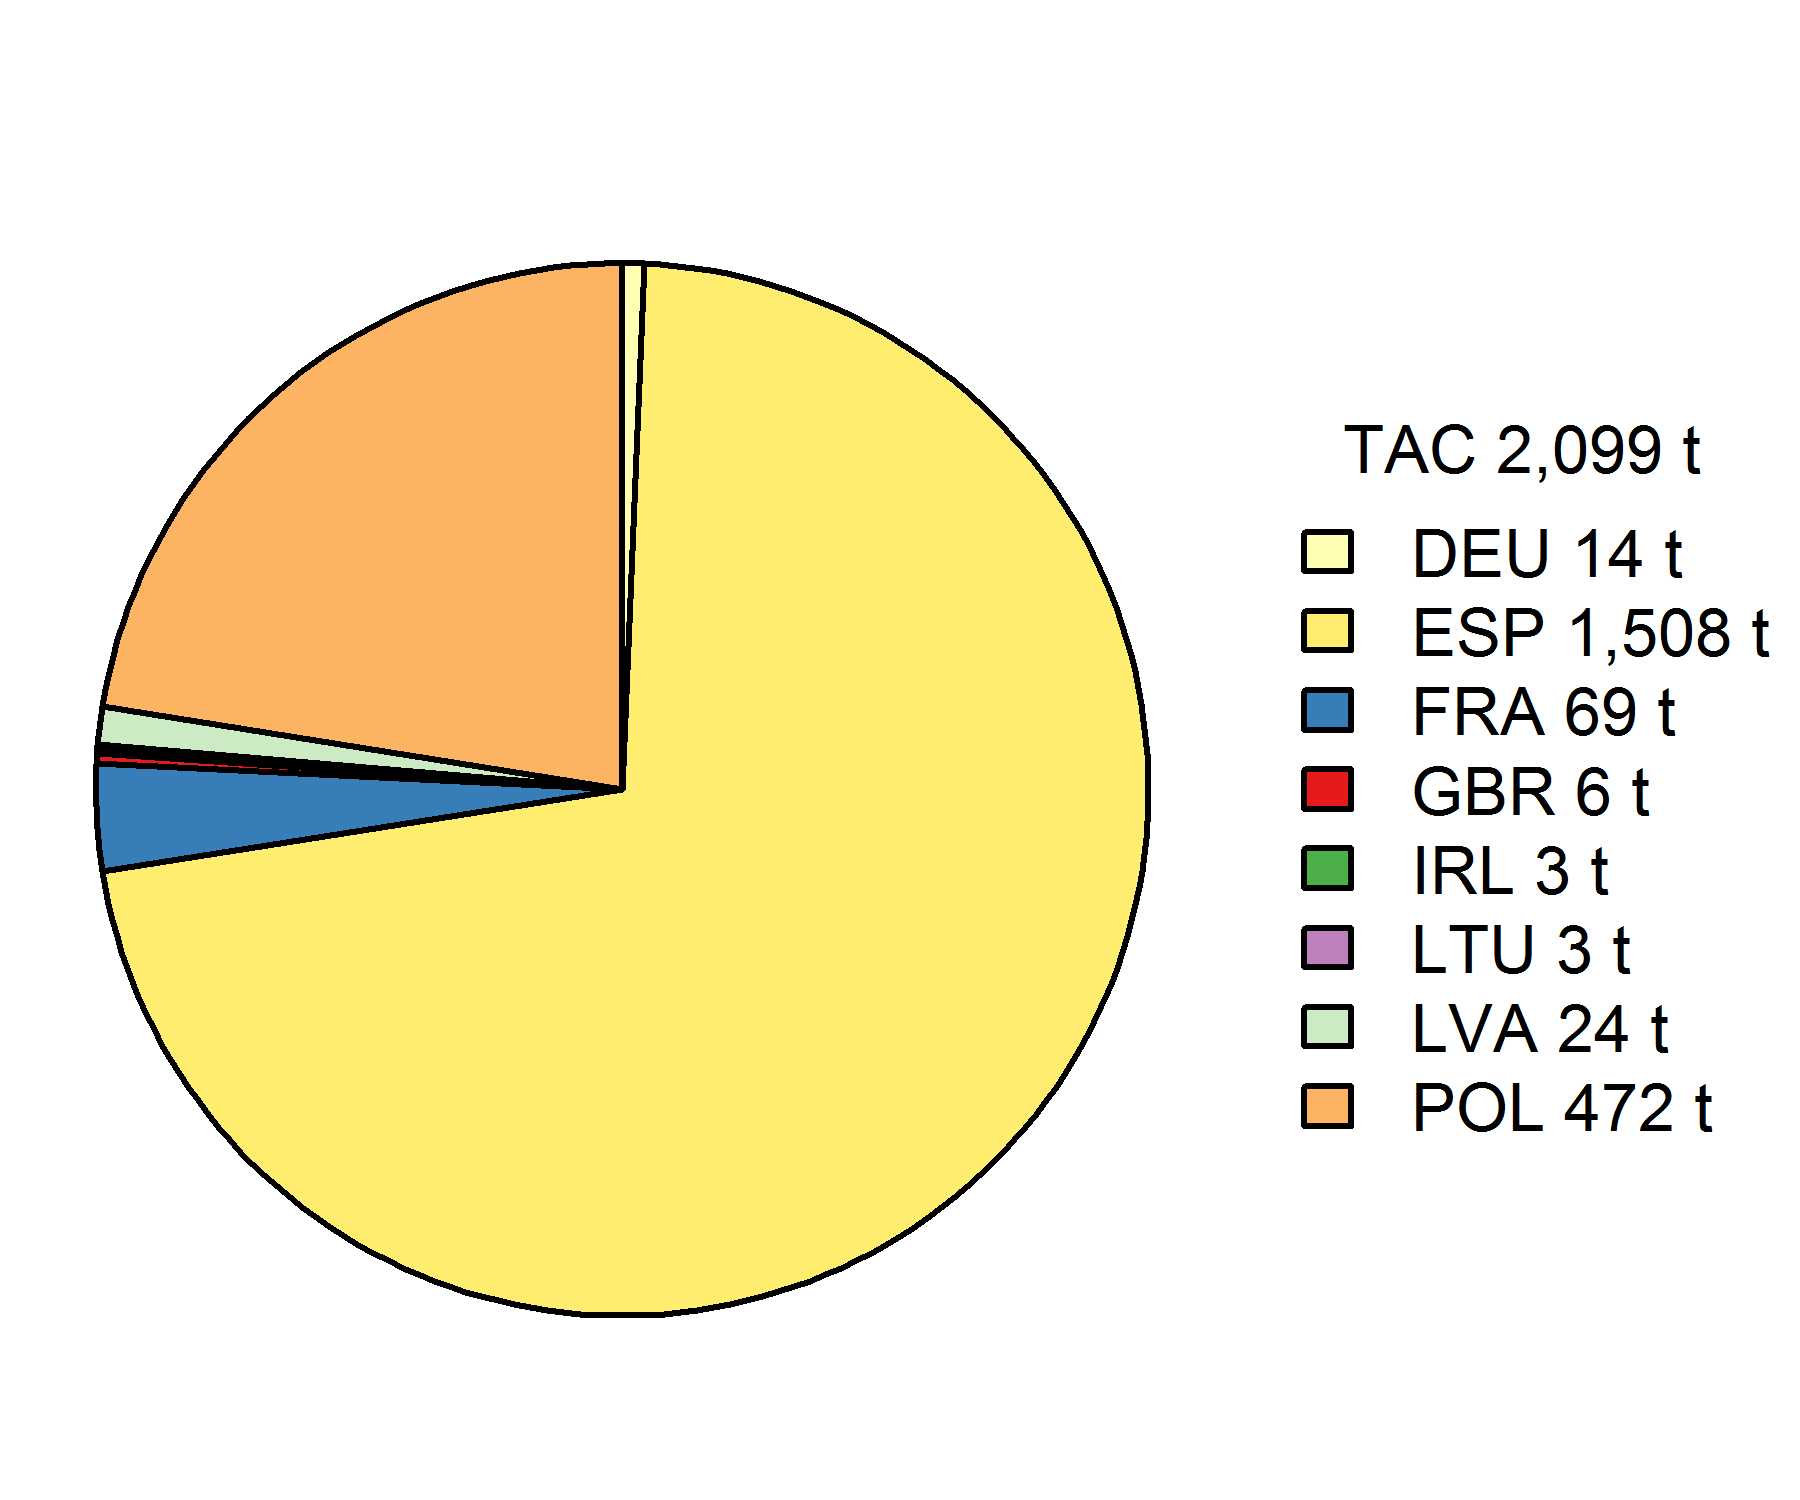 TAC 2,099 t
DEU 14 t
ESP 1,508 t
FRA 69 t
GBR 6 t
IRL 3 t
LTU 3 t
LVA 24 t
POL 472 t